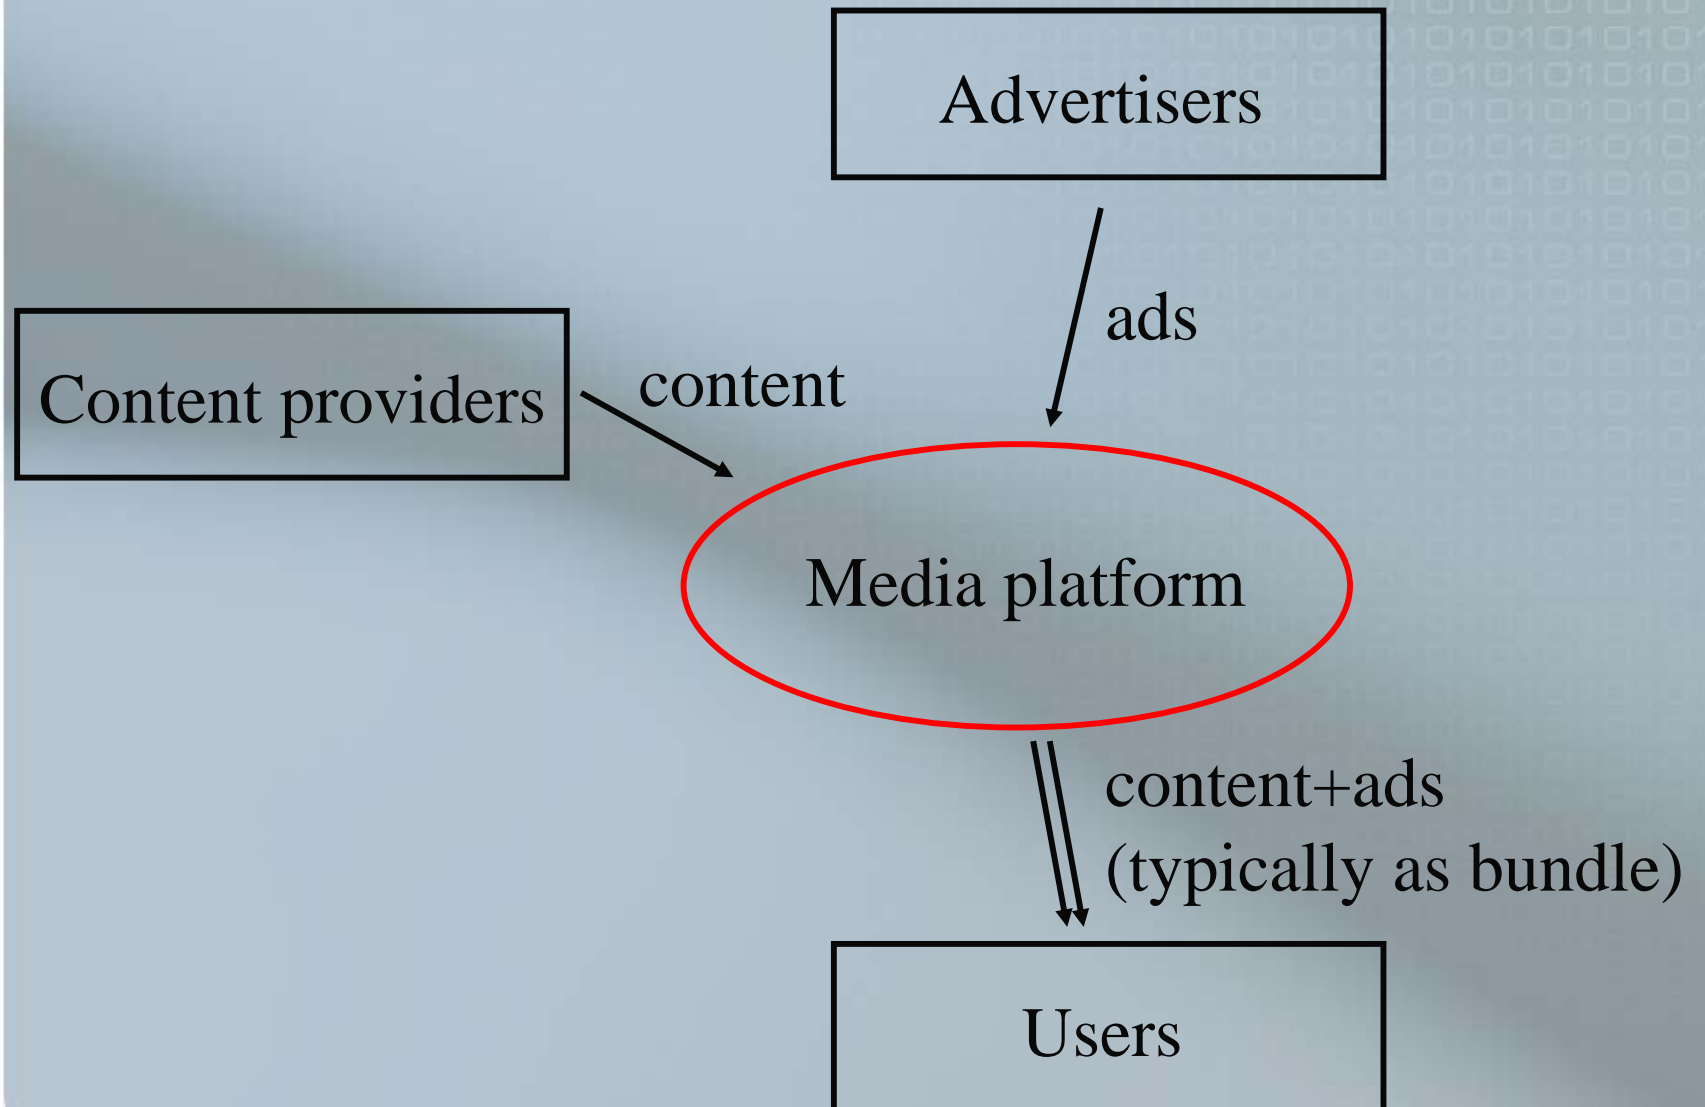 Advertisers
ads
Content providers
content
Media platform
content+ads
(typically as bundle)
Users